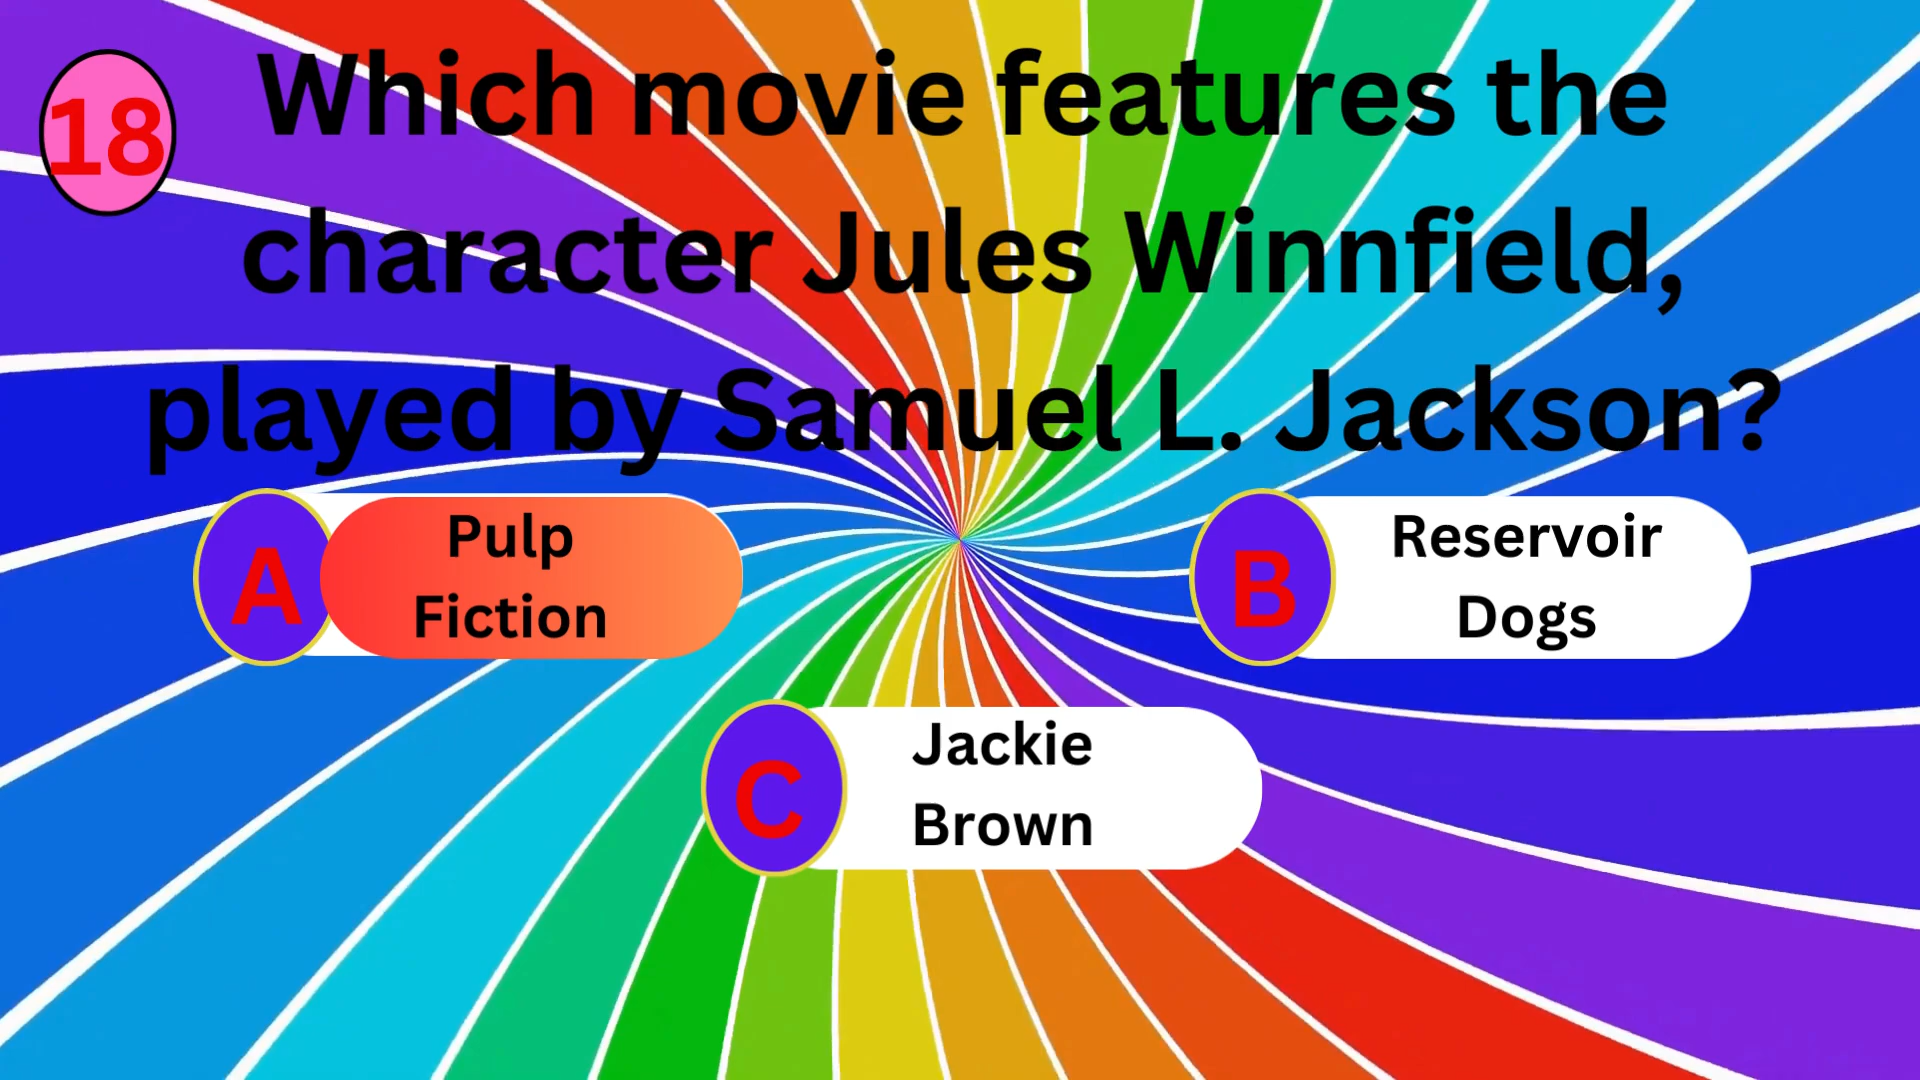 18
Which movie features the
character Jules Winnfield,
played by Samuel L. Jackson?
A
Pulp
Fiction
B
Reservoir
Dogs
C
Jackie
Brown